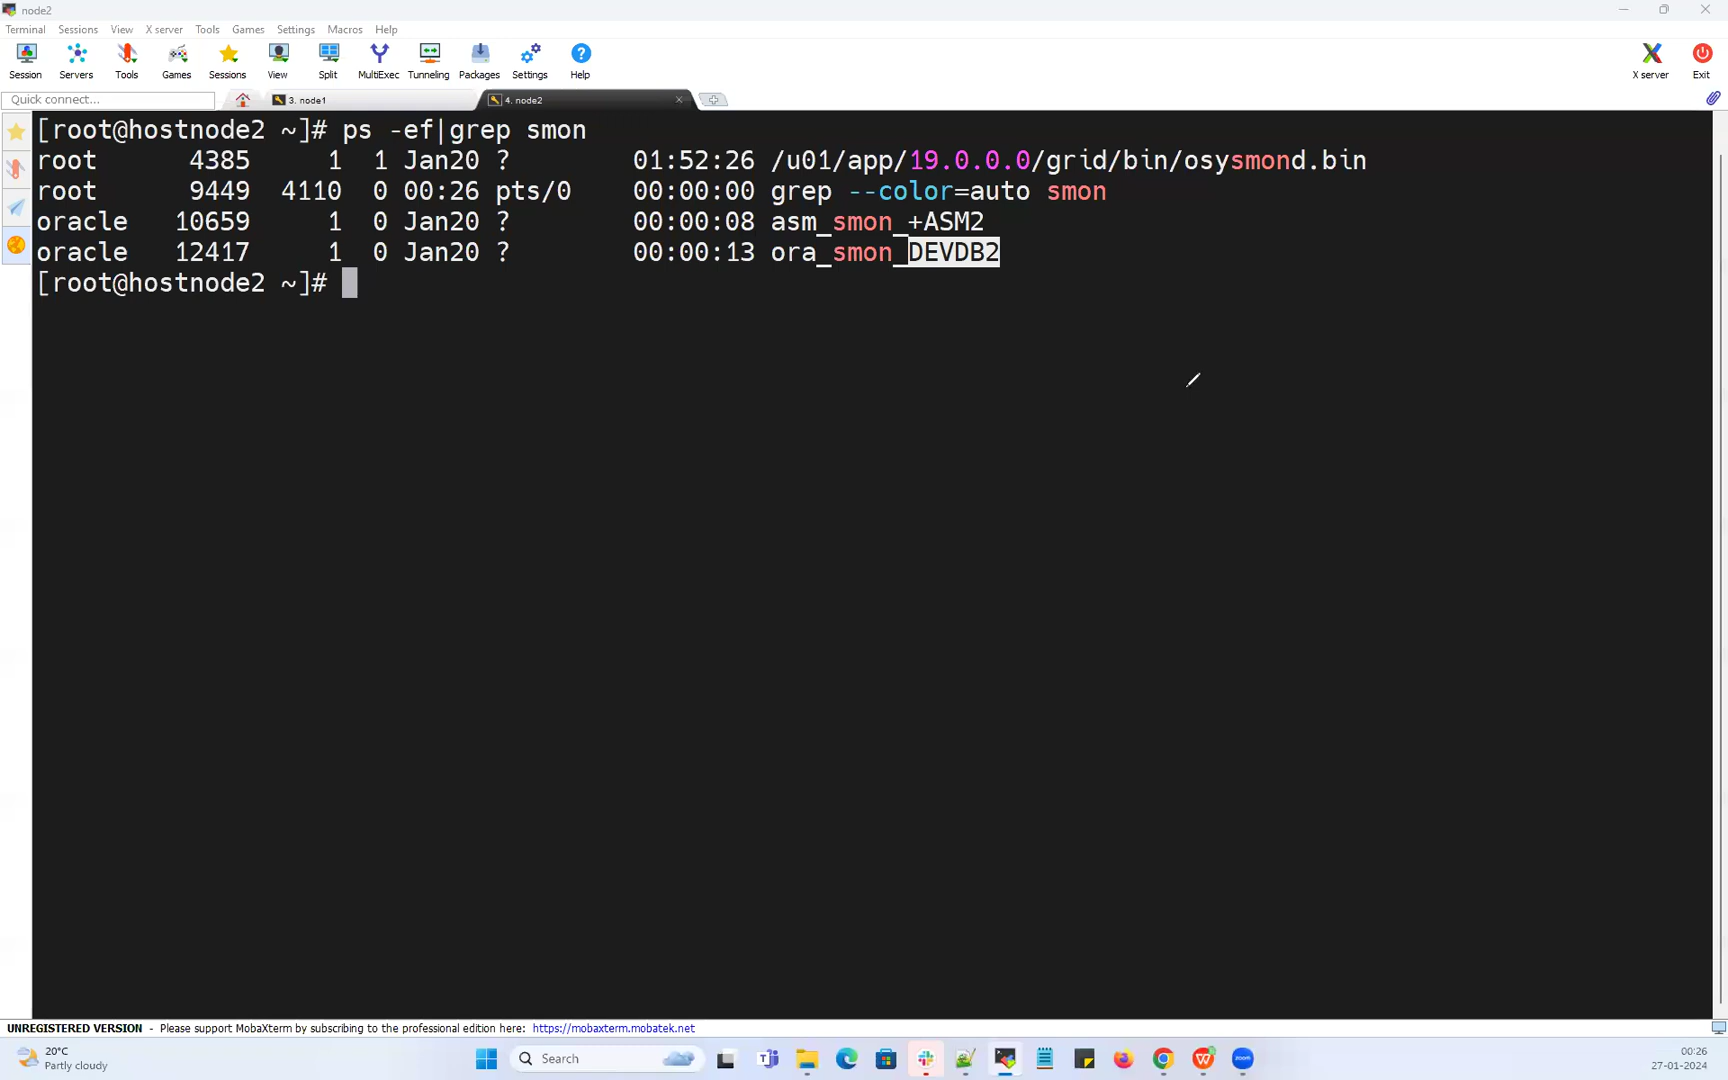 node2
Terminal Sessions View X server Tools Games Settings Macros Help
Session Servers Tools Games Sessions View Split MultiExec Tunneling Packages Settings Help X server Exit
Quick connect... 3. node1 4. node2
[root@hostnode2 ~]# ps -ef|grep smon
root 4385 1 1 Jan20 ? 01:52:26 /u01/app/19.0.0.0/grid/bin/osysmond.bin
root 9449 4110 0 00:26 pts/0 00:00:00 grep --color=auto smon
oracle 10659 1 0 Jan20 ? 00:00:08 asm_smon_+ASM2
oracle 12417 1 0 Jan20 ? 00:00:13 ora_smon_DEVDB2
[root@hostnode2 ~]#
UNREGISTERED VERSION - Please support MobaXterm by subscribing to the professional edition here: https://mobaxterm.mobatek.net
20°C
Partly cloudy
Search
zoom
00:26
27-01-2024